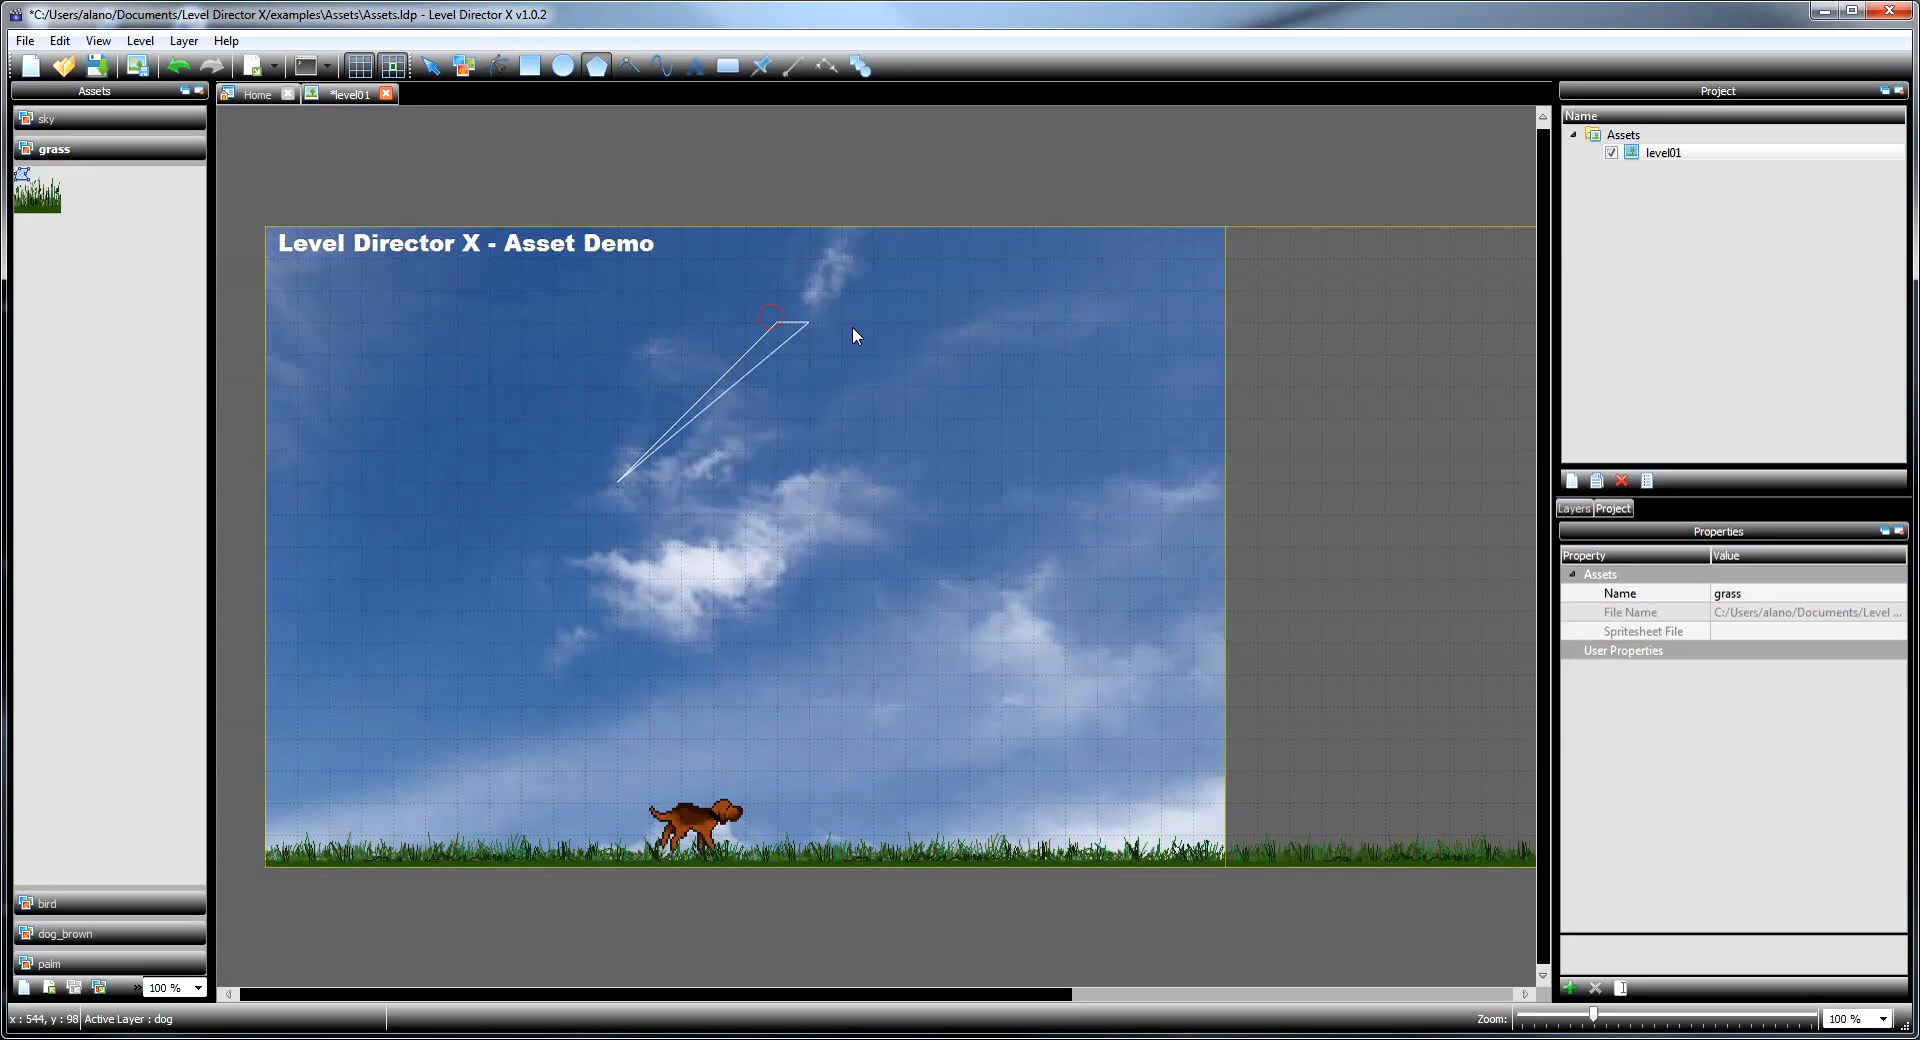 *C:/Users/alano/Documents/Level Director X/examples\Assets\Assets.ldp - Level Director X v1.0.2
File Edit View Level Layer Help
Assets
Home
*level01
Project
sky
grass
Name
Assets
level01
Level Director X - Asset Demo
Layers Project
Properties
Property Value
Assets
Name grass
File Name C:/Users/alano/Documents/Level ...
Spritesheet File
User Properties
bird
dog_brown
palm
» 100 %
x : 544, y : 98 Active Layer : dog
Zoom: 100 %